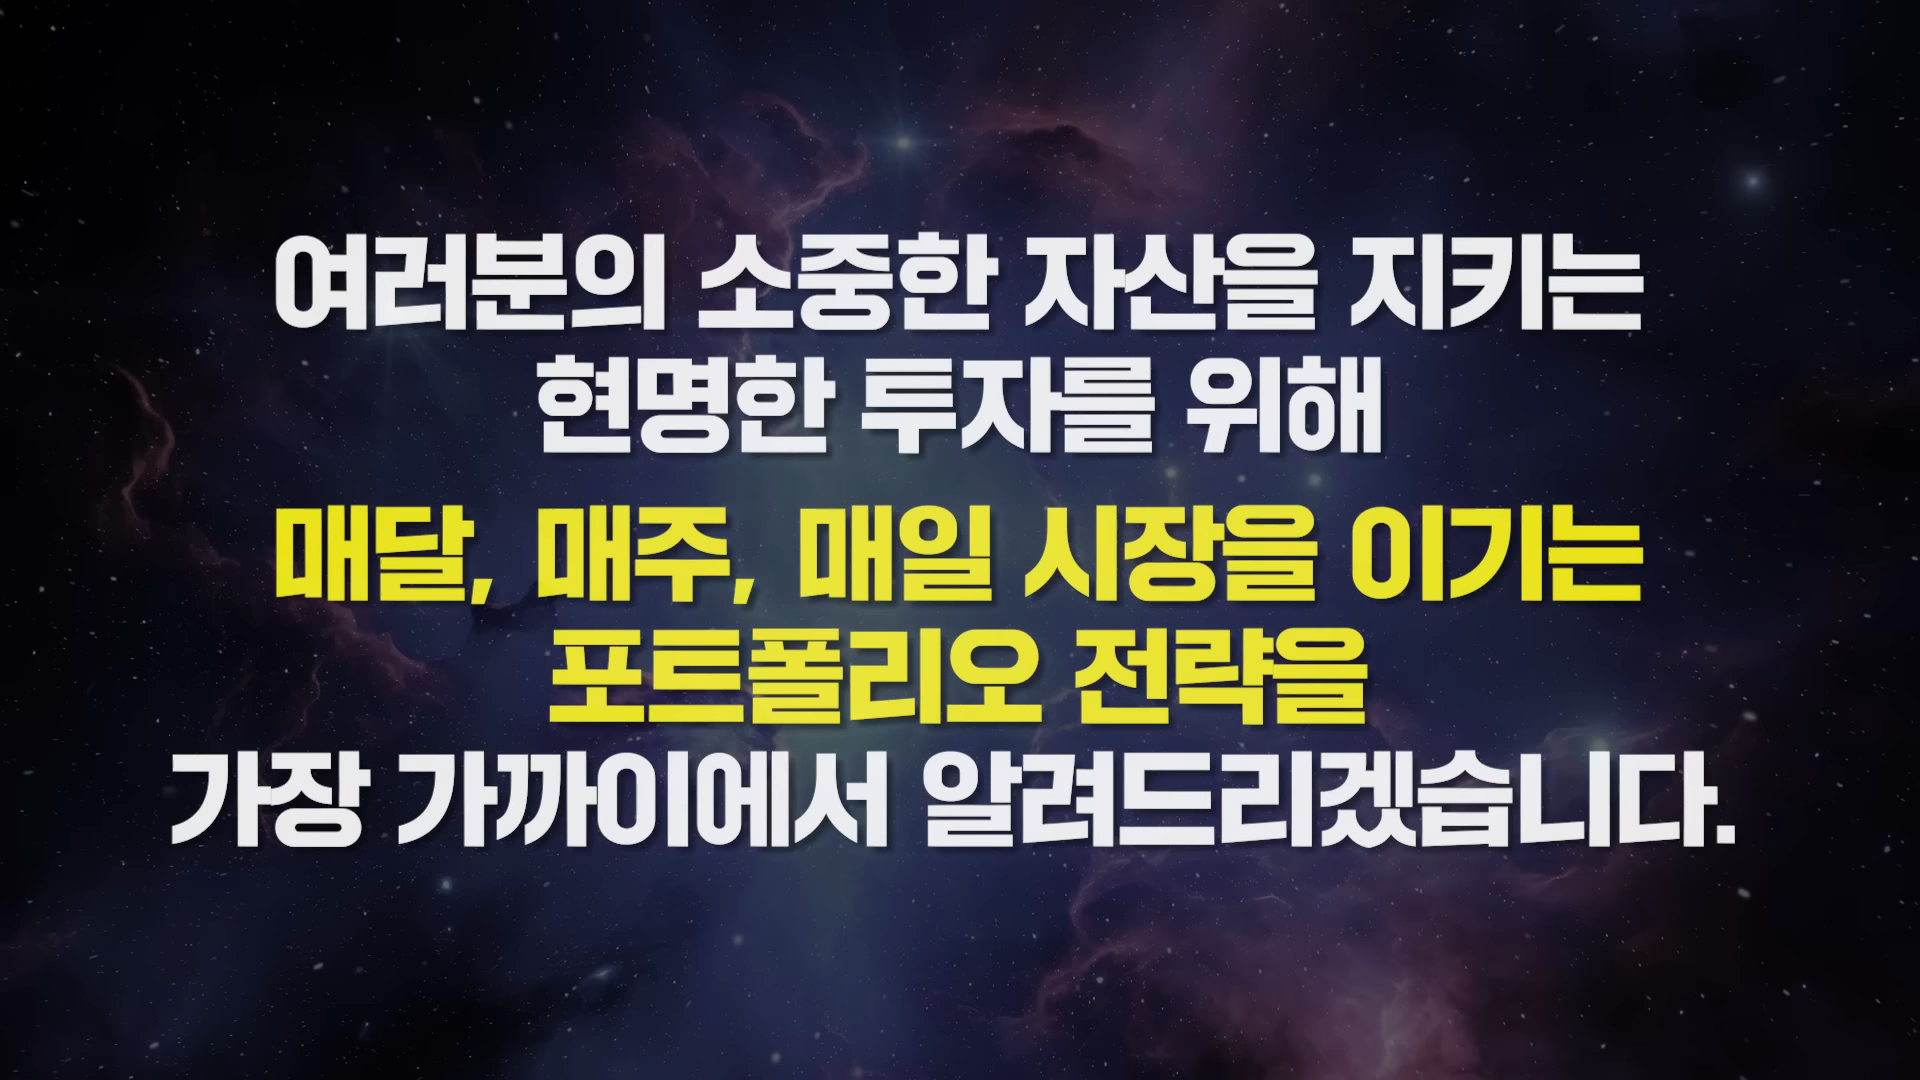 여러분의 소중한 자산을 지키는
현명한 투자를 위해
매달, 매주, 매일 시장을 이기는
포트폴리오 전략을
가장 가까이에서 알려드리겠습니다.